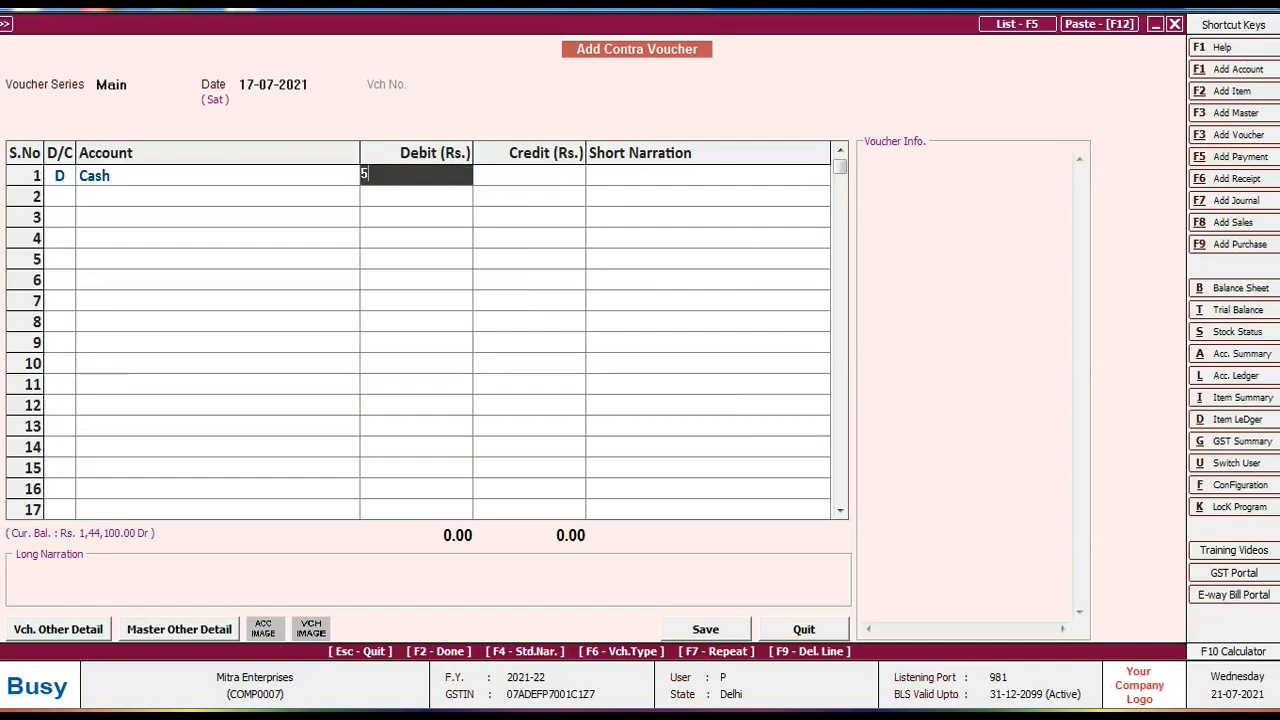 >>
List - F5
Paste - [F12]
Shortcut Keys
Add Contra Voucher
F1 Help
Voucher Series Main
Date 17-07-2021
( Sat )
Vch No.
F1 Add Account
F2 Add Item
F3 Add Master
F3 Add Voucher
F5 Add Payment
F6 Add Receipt
F7 Add Journal
F8 Add Sales
F9 Add Purchase
B Balance Sheet
T Trial Balance
S Stock Status
A Acc. Summary
L Acc. Ledger
I Item Summary
D Item LeDger
G GST Summary
U Switch User
F ConFiguration
K LocK Program
Training Videos
GST Portal
E-way Bill Portal
S.No D/C Account Debit (Rs.) Credit (Rs.) Short Narration
1 D Cash 5
2
3
4
5
6
7
8
9
10
11
12
13
14
15
16
17
Voucher Info.
( Cur. Bal. : Rs. 1,44,100.00 Dr )
0.00 0.00
Long Narration
Vch. Other Detail
Master Other Detail
ACC
IMAGE
VCH
IMAGE
Save
Quit
[ Esc - Quit ] [ F2 - Done ] [ F4 - Std.Nar. ] [ F6 - Vch.Type ] [ F7 - Repeat ] [ F9 - Del. Line ]
F10 Calculator
Busy
Mitra Enterprises
(COMP0007)
F.Y. : 2021-22
GSTIN : 07ADEFP7001C1Z7
User : P
State : Delhi
Listening Port : 981
BLS Valid Upto : 31-12-2099 (Active)
Your
Company
Logo
Wednesday
21-07-2021